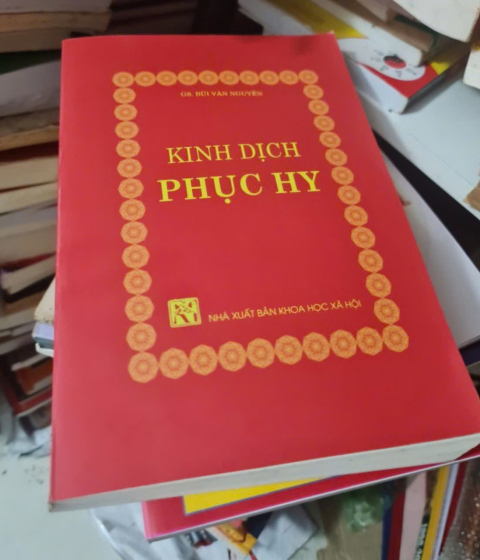 GS. BÙI VĂN NGUYÊN
KINH DỊCH
PHỤC HY
NHÀ XUẤT BẢN KHOA HỌC XÃ HỘI